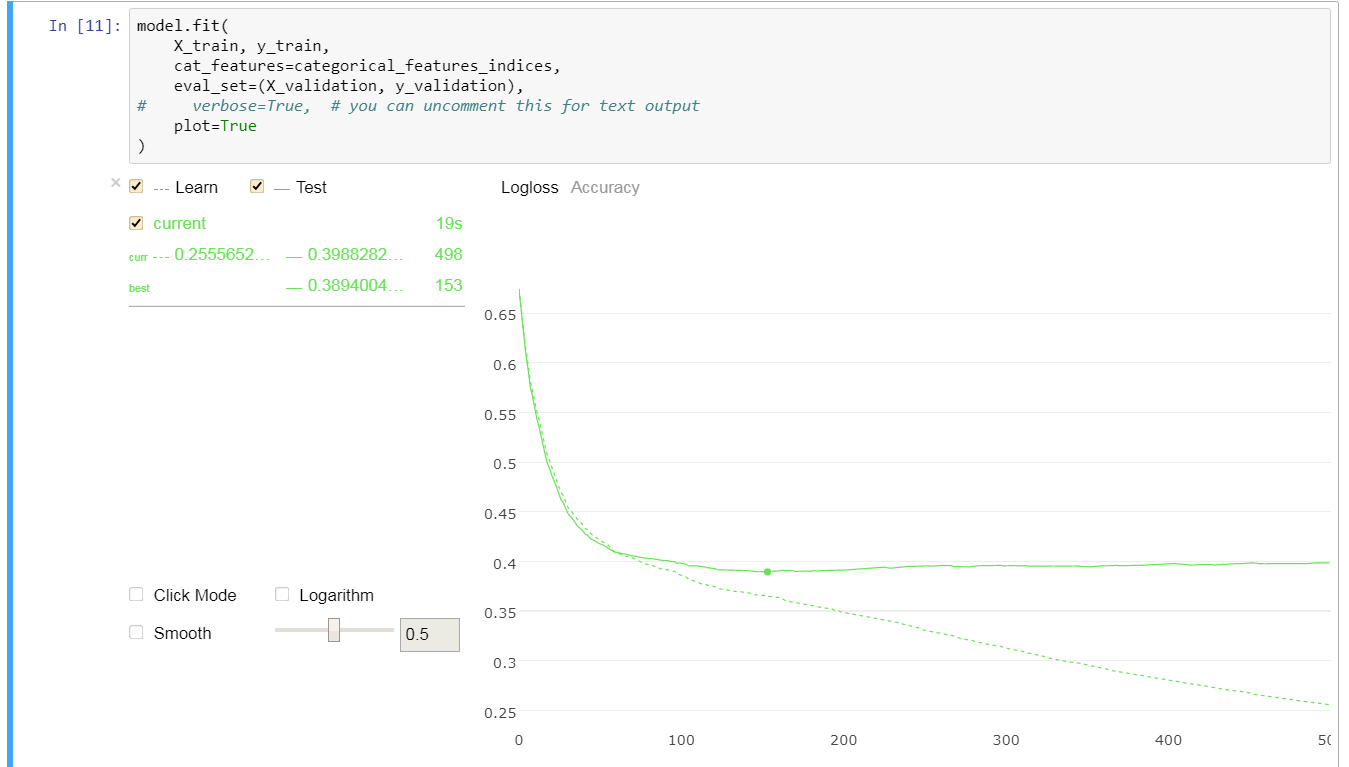 In [11]:
model.fit(
    X_train, y_train,
    cat_features=categorical_features_indices,
    eval_set=(X_validation, y_validation),
#     verbose=True,  # you can uncomment this for text output
    plot=True
)
Learn Test Logloss Accuracy
current 19s
curr 0.2555652... 0.3988282... 498
best 0.3894004... 153
0.65
0.6
0.55
0.5
0.45
0.4
0.35
0.3
0.25
0 100 200 300 400
Click Mode Logarithm
Smooth 0.5